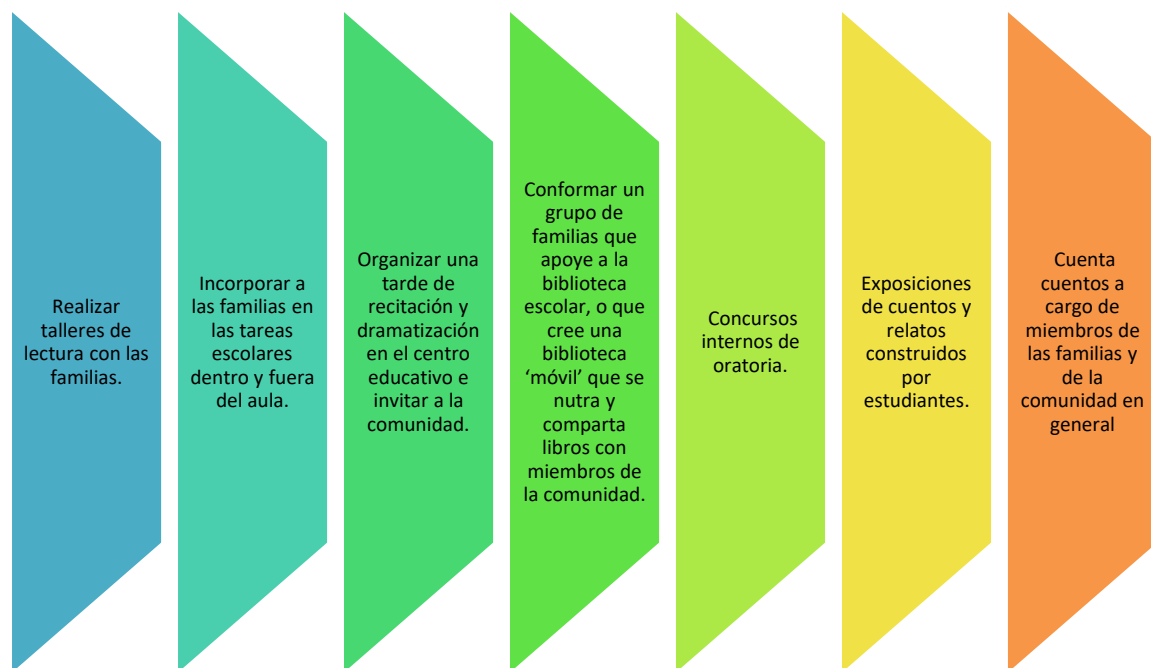 Realizar
talleres de
lectura con las
familias.
Incorporar a
las familias en
las tareas
escolares
dentro y fuera
del aula.
Organizar una
tarde de
recitación y
dramatización
en el centro
educativo e
invitar a la
comunidad.
Conformar un
grupo de
familias que
apoye a la
biblioteca
escolar, o que
cree una
biblioteca
‘móvil’ que se
nutra y
comparta
libros con
miembros de
la comunidad.
Concursos
internos de
oratoria.
Exposiciones
de cuentos y
relatos
construidos
por
estudiantes.
Cuenta
cuentos a
cargo de
miembros de
las familias y
de la
comunidad en
general